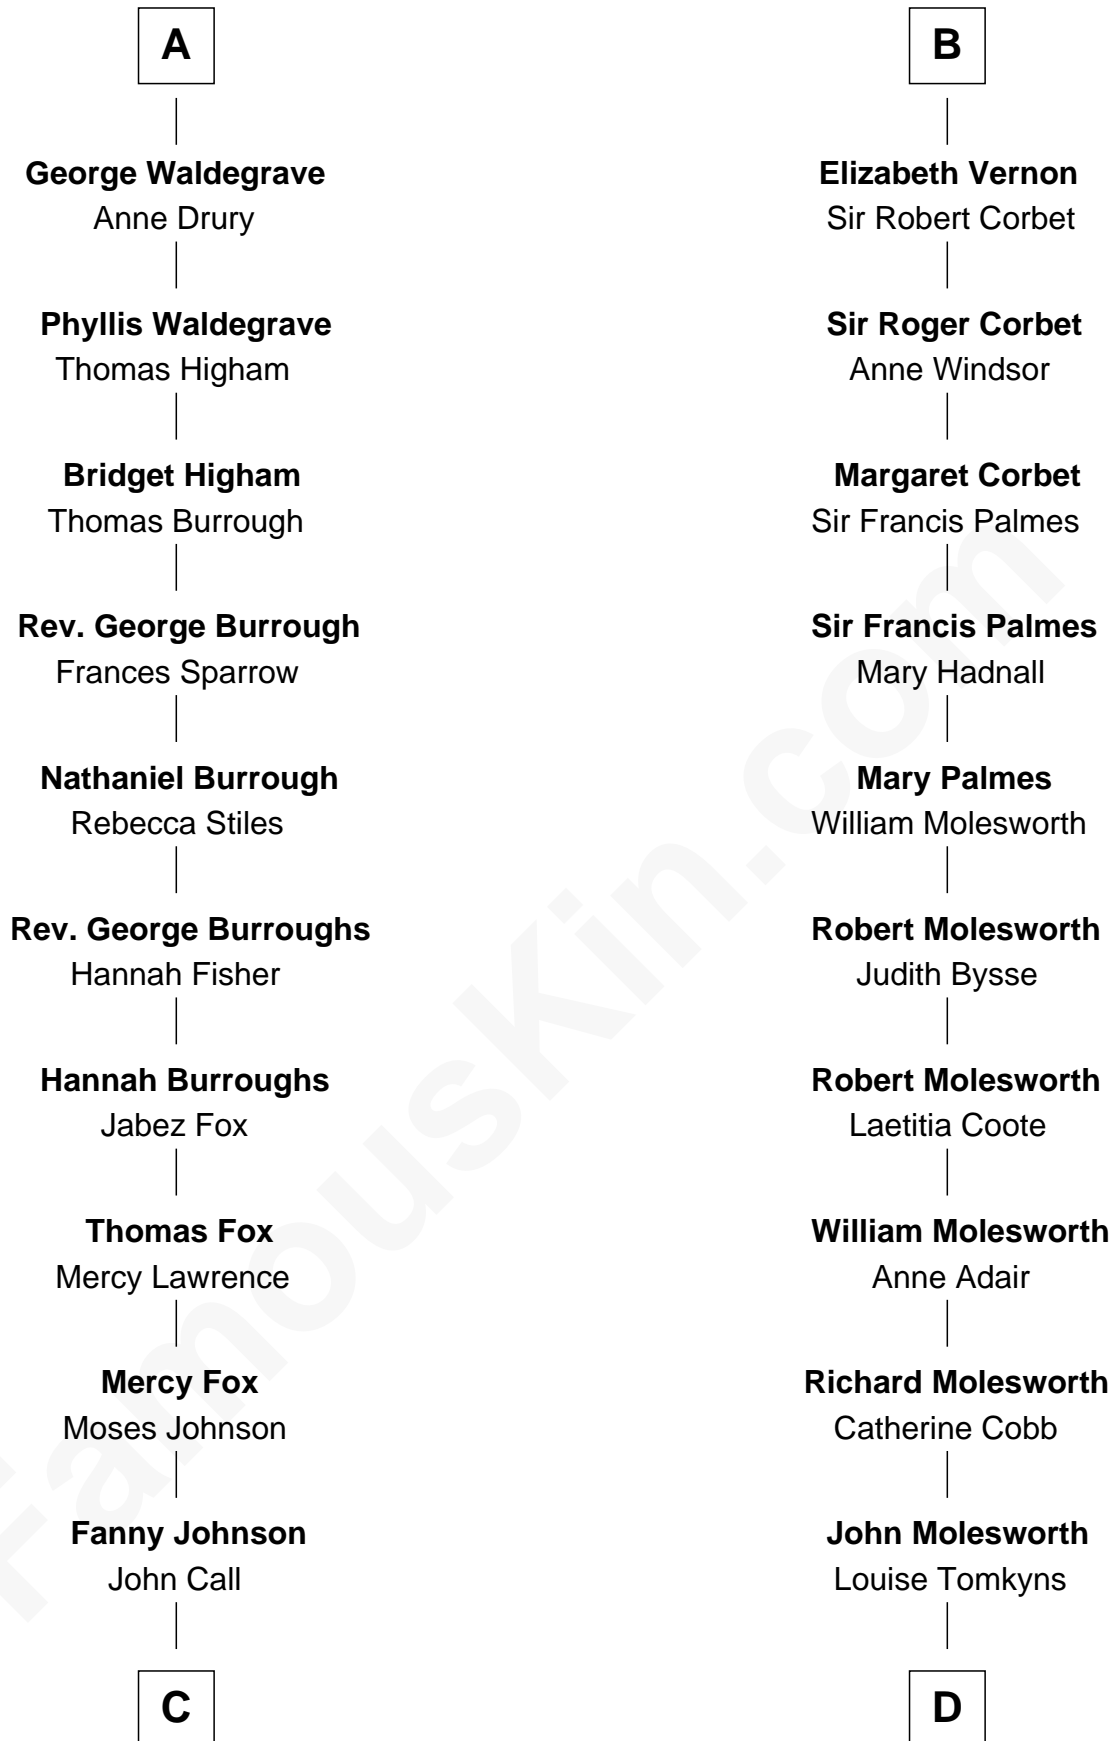 A
George Waldegrave
Anne Drury
Phyllis Waldegrave
Thomas Higham
Bridget Higham
Thomas Burrough
Rev. George Burrough
Frances Sparrow
Nathaniel Burrough
Rebecca Stiles
Rev. George Burroughs
Hannah Fisher
Hannah Burroughs
Jabez Fox
Thomas Fox
Mercy Lawrence
Mercy Fox
Moses Johnson
Fanny Johnson
John Call
C
B
Elizabeth Vernon
Sir Robert Corbet
Sir Roger Corbet
Anne Windsor
Margaret Corbet
Sir Francis Palmes
Sir Francis Palmes
Mary Hadnall
Mary Palmes
William Molesworth
Robert Molesworth
Judith Bysse
Robert Molesworth
Laetitia Coote
William Molesworth
Anne Adair
Richard Molesworth
Catherine Cobb
John Molesworth
Louise Tomkyns
D
FamousKin.com